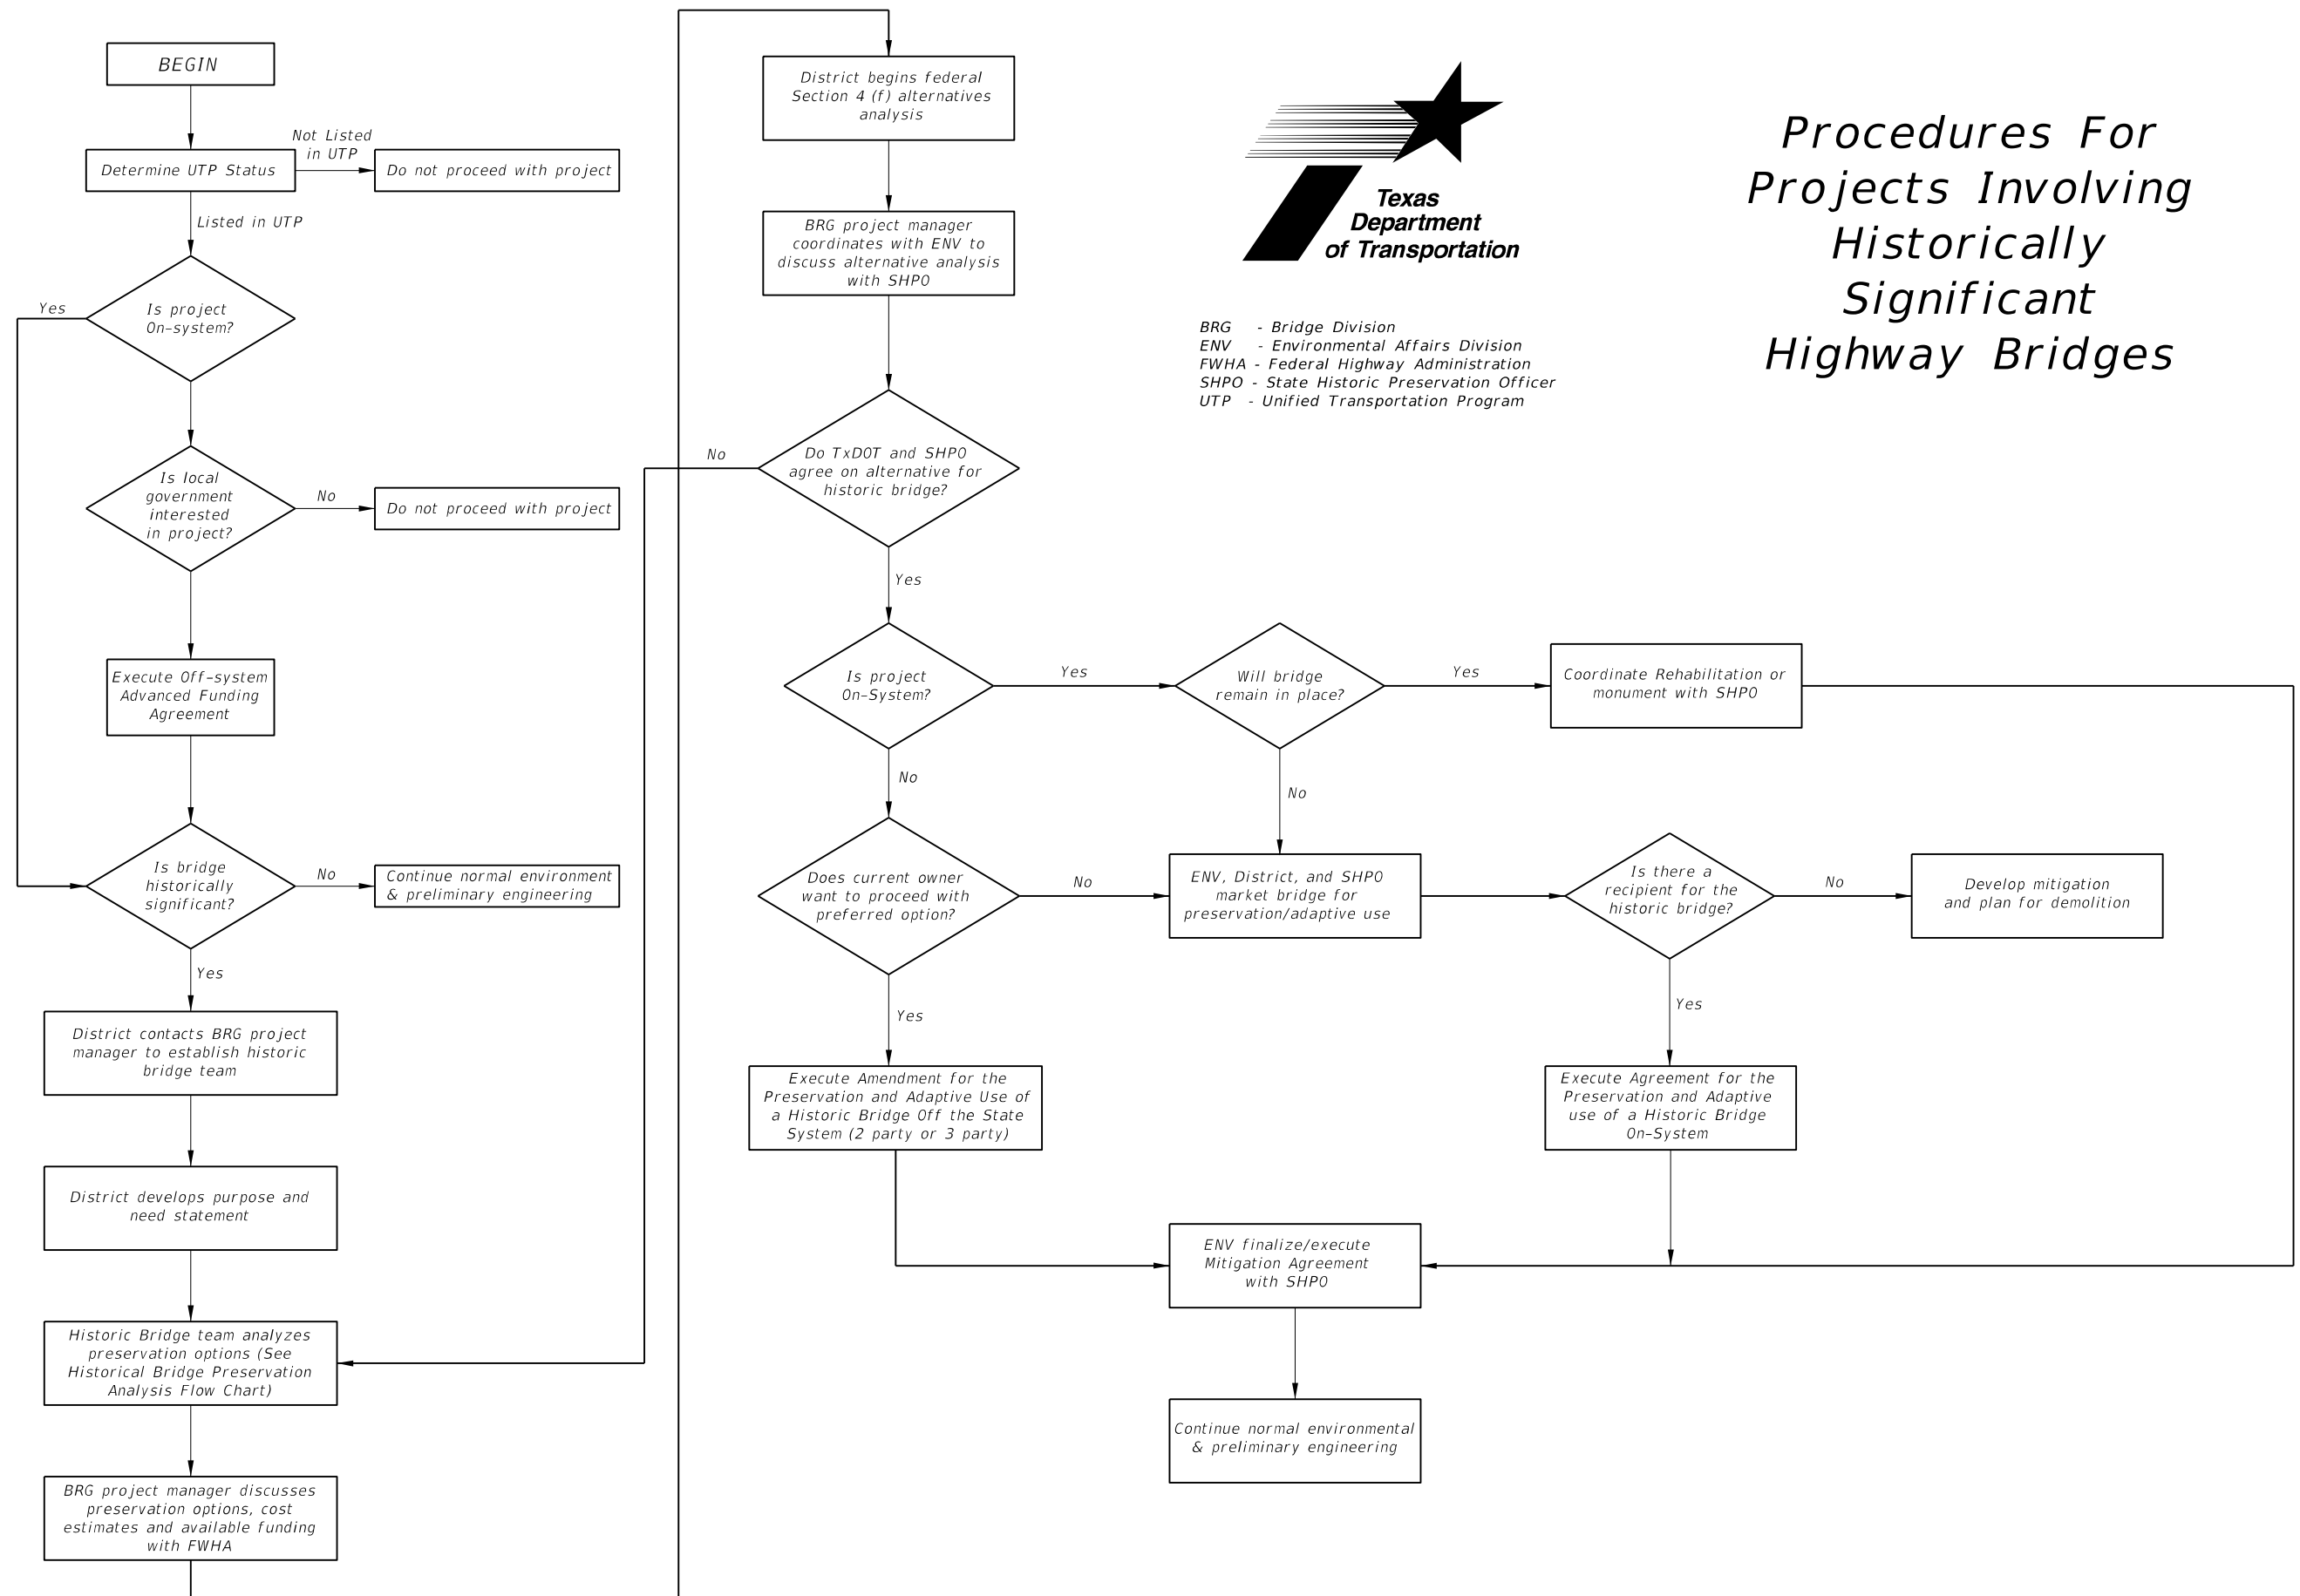 BEGIN
Not Listed
in UTP
Determine UTP Status
Do not proceed with project
Listed in UTP
Yes
Is project
On-system?
Is local
government
interested
in project?
No
Do not proceed with project
Execute Off-system
Advanced Funding
Agreement
Is bridge
historically
significant?
No
Continue normal environment
& preliminary engineering
Yes
District contacts BRG project
manager to establish historic
bridge team
District develops purpose and
need statement
Historic Bridge team analyzes
preservation options (See
Historical Bridge Preservation
Analysis Flow Chart)
BRG project manager discusses
preservation options, cost
estimates and available funding
with FWHA
District begins federal
Section 4 (f) alternatives
analysis
BRG project manager
coordinates with ENV to
discuss alternative analysis
with SHPO
No
Do TxDOT and SHPO
agree on alternative for
historic bridge?
Yes
Is project
On-System?
Yes
Will bridge
remain in place?
Yes
Coordinate Rehabilitation or
monument with SHPO
No
No
Does current owner
want to proceed with
preferred option?
No
ENV, District, and SHPO
market bridge for
preservation/adaptive use
Is there a
recipient for the
historic bridge?
No
Develop mitigation
and plan for demolition
Yes
Yes
Execute Amendment for the
Preservation and Adaptive Use of
a Historic Bridge Off the State
System (2 party or 3 party)
Execute Agreement for the
Preservation and Adaptive
use of a Historic Bridge
On-System
ENV finalize/execute
Mitigation Agreement
with SHPO
Continue normal environmental
& preliminary engineering
Texas
Department
of Transportation
BRG - Bridge Division
ENV - Environmental Affairs Division
FWHA - Federal Highway Administration
SHPO - State Historic Preservation Officer
UTP - Unified Transportation Program
Procedures For
Projects Involving
Historically
Significant
Highway Bridges